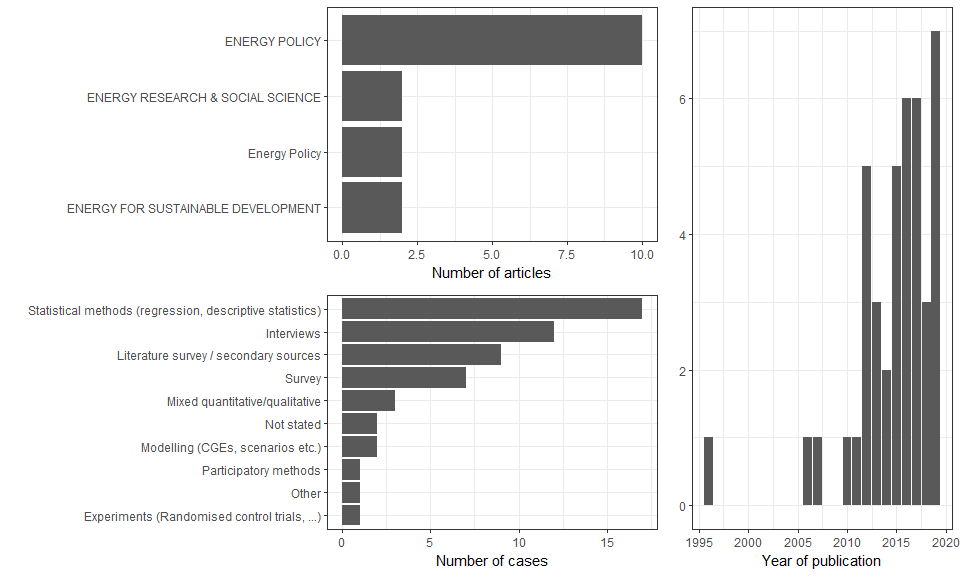 ENERGY POLICY
ENERGY RESEARCH & SOCIAL SCIENCE
Energy Policy
ENERGY FOR SUSTAINABLE DEVELOPMENT
0.0 2.5 5.0 7.5 10.0
Number of articles
Statistical methods (regression, descriptive statistics)
Interviews
Literature survey / secondary sources
Survey
Mixed quantitative/qualitative
Not stated
Modelling (CGEs, scenarios etc.)
Participatory methods
Other
Experiments (Randomised control trials, ...)
0 5 10 15
Number of cases
6
4
2
0
1995 2000 2005 2010 2015 2020
Year of publication